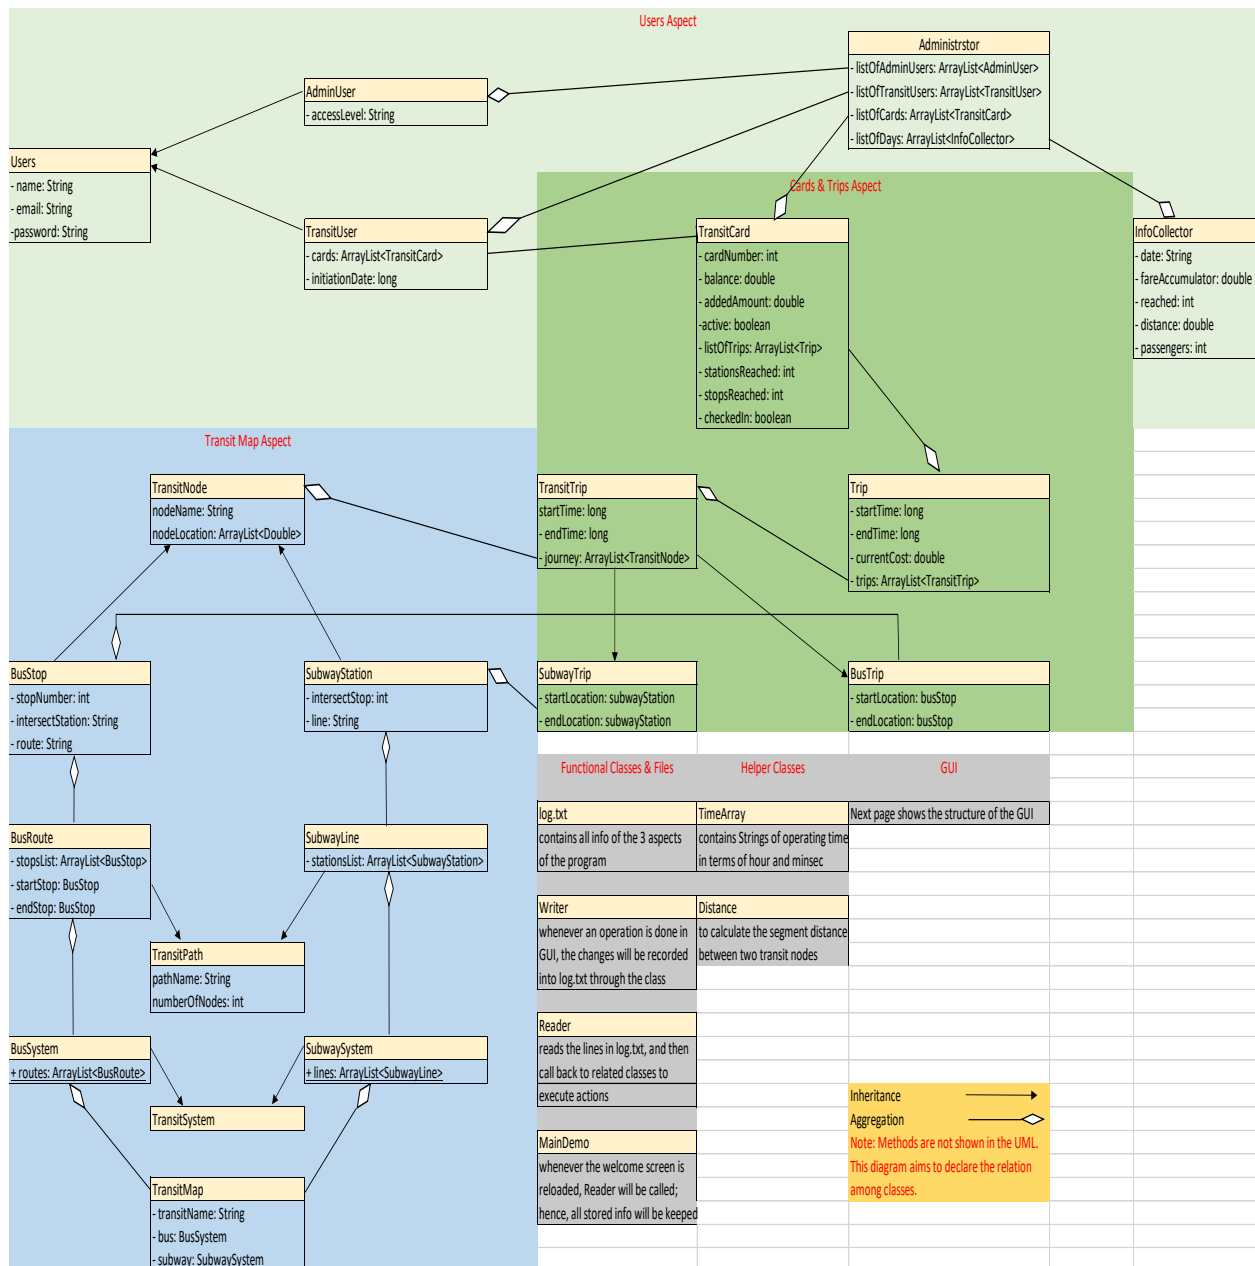 Users Aspect
Administrstor
- listOfAdminUsers: ArrayList<AdminUser>
- listOfTransitUsers: ArrayList<TransitUser>
- listOfCards: ArrayList<TransitCard>
- listOfDays: ArrayList<InfoCollector>
AdminUser
- accessLevel: String
Users
- name: String
- email: String
-password: String
TransitUser
- cards: ArrayList<TransitCard>
- initiationDate: long
Cards & Trips Aspect
TransitCard
- cardNumber: int
- balance: double
- addedAmount: double
-active: boolean
- listOfTrips: ArrayList<Trip>
- stationsReached: int
- stopsReached: int
- checkedIn: boolean
InfoCollector
- date: String
- fareAccumulator: double
- reached: int
- distance: double
- passengers: int
Transit Map Aspect
TransitNode
nodeName: String
nodeLocation: ArrayList<Double>
TransitTrip
startTime: long
- endTime: long
- journey: ArrayList<TransitNode>
Trip
- startTime: long
- endTime: long
- currentCost: double
- trips: ArrayList<TransitTrip>
BusStop
- stopNumber: int
- intersectStation: String
- route: String
SubwayStation
- intersectStop: int
- line: String
SubwayTrip
- startLocation: subwayStation
- endLocation: subwayStation
BusTrip
- startLocation: busStop
- endLocation: busStop
BusRoute
- stopsList: ArrayList<BusStop>
- startStop: BusStop
- endStop: BusStop
SubwayLine
- stationsList: ArrayList<SubwayStation>
TransitPath
pathName: String
numberOfNodes: int
BusSystem
+ routes: ArrayList<BusRoute>
SubwaySystem
+ lines: ArrayList<SubwayLine>
TransitSystem
TransitMap
- transitName: String
- bus: BusSystem
- subway: SubwaySystem
Functional Classes & Files
Helper Classes
GUI
log.txt
contains all info of the 3 aspects
of the program
TimeArray
contains Strings of operating time
in terms of hour and minsec
Next page shows the structure of the GUI
Writer
whenever an operation is done in
GUI, the changes will be recorded
into log.txt through the class
Distance
to calculate the segment distance
between two transit nodes
Reader
reads the lines in log.txt, and then
call back to related classes to
execute actions
MainDemo
whenever the welcome screen is
reloaded, Reader will be called;
hence, all stored info will be keeped
Inheritance
Aggregation
Note: Methods are not shown in the UML.
This diagram aims to declare the relation
among classes.